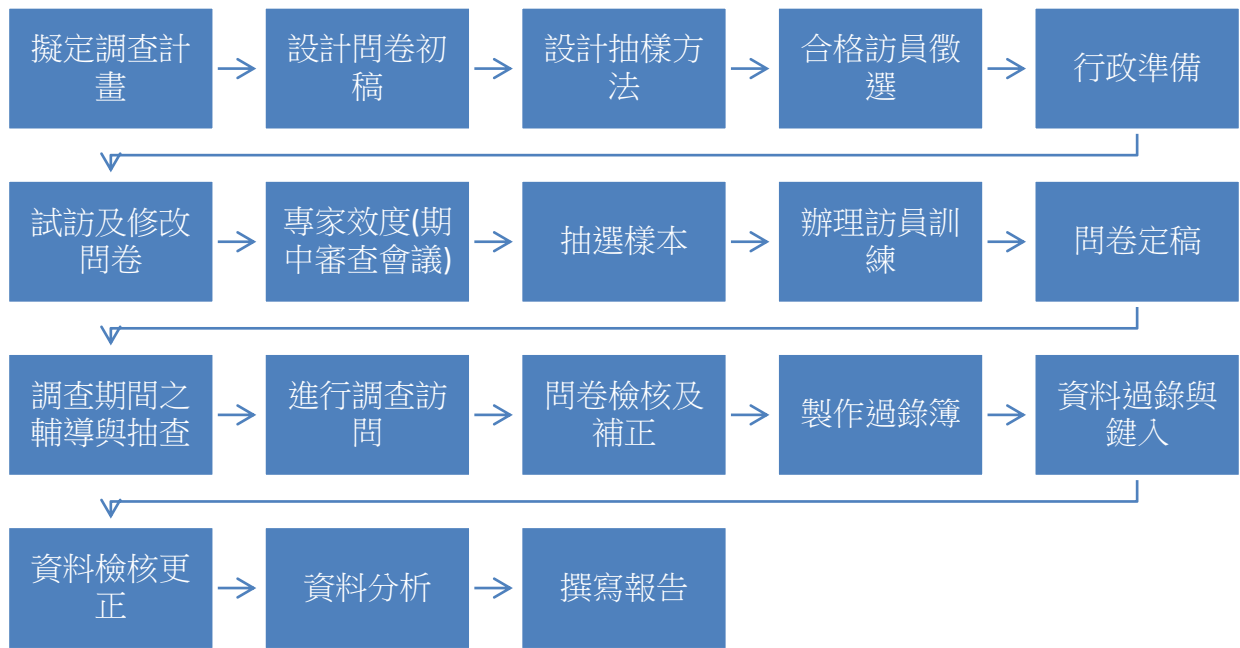 擬定調查計
畫
設計問卷初
稿
設計抽樣方
法
合格訪員徵
選
行政準備
試訪及修改
問卷
專家效度(期
中審查會議)
抽選樣本
辦理訪員訓
練
問卷定稿
調查期間之
輔導與抽查
進行調查訪
問
問卷檢核及
補正
製作過錄簿
資料過錄與
鍵入
資料檢核更
正
資料分析
撰寫報告